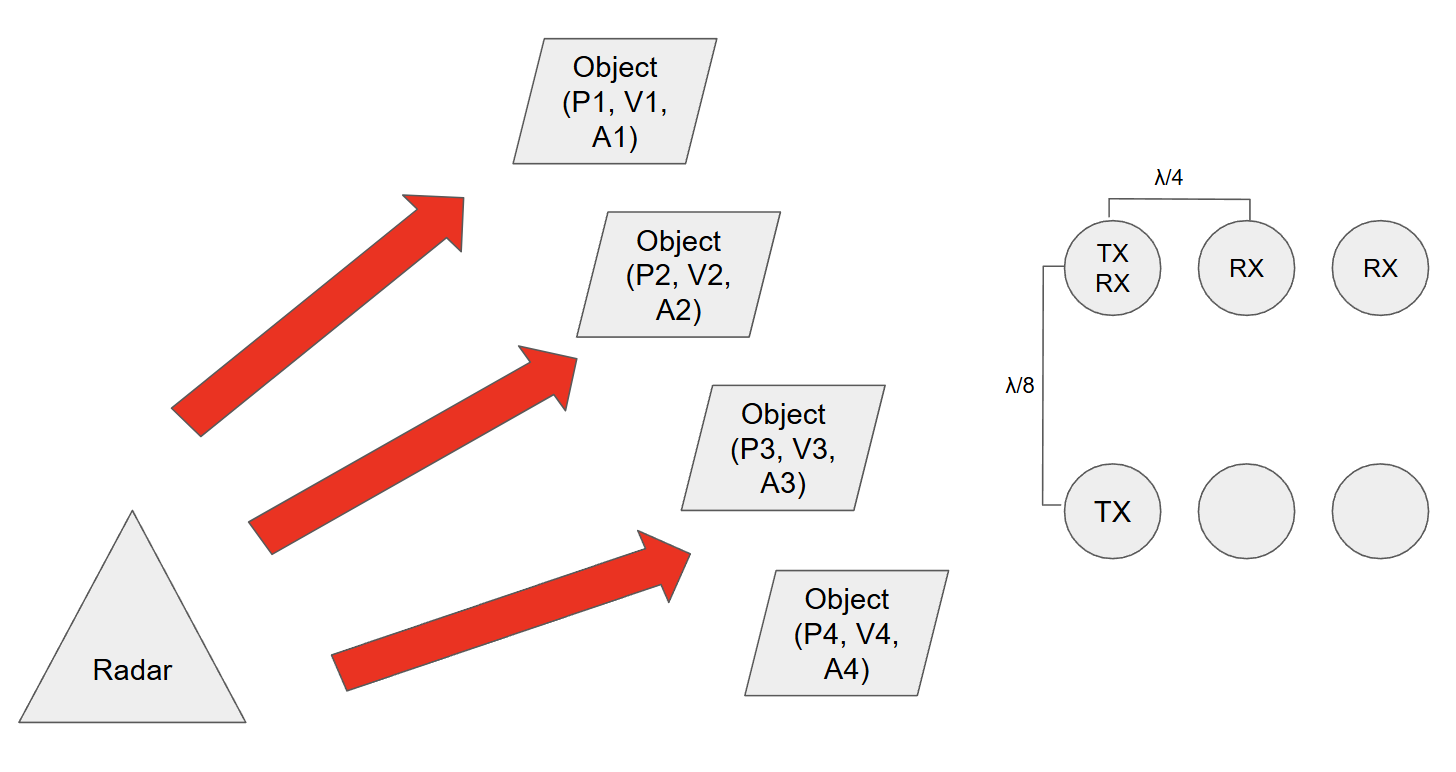 Object
(P1, V1,
A1)
Object
(P2, V2,
A2)
Object
(P3, V3,
A3)
Object
(P4, V4,
A4)
Radar
λ/4
TX
RX
RX
RX
λ/8
TX